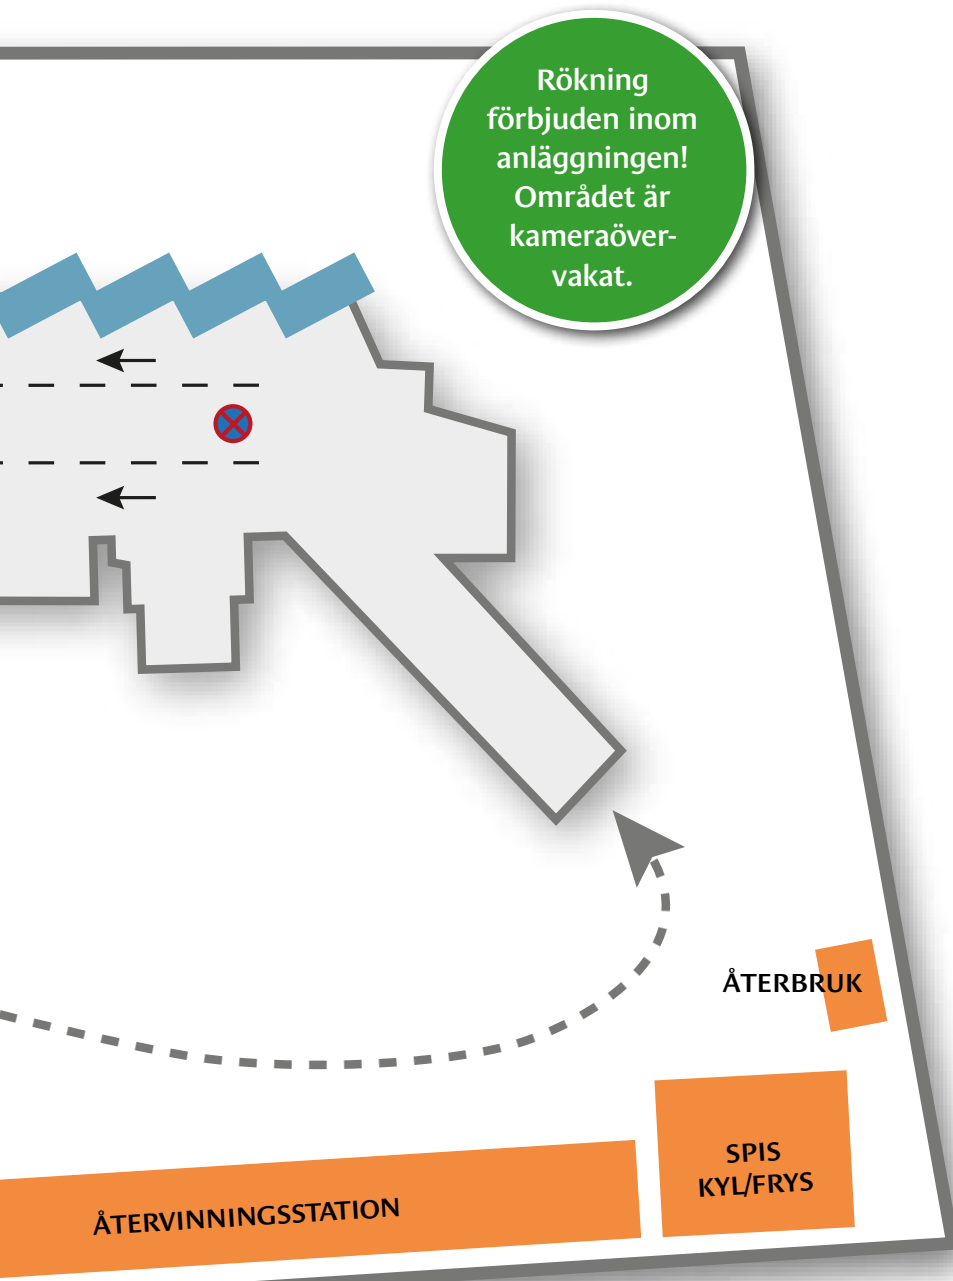 Rökning
förbjuden inom
anläggningen!
Området är
kameraöver-
vakat.
ÅTERBRUK
SPIS
KYL/FRYS
ÅTERVINNINGSSTATION